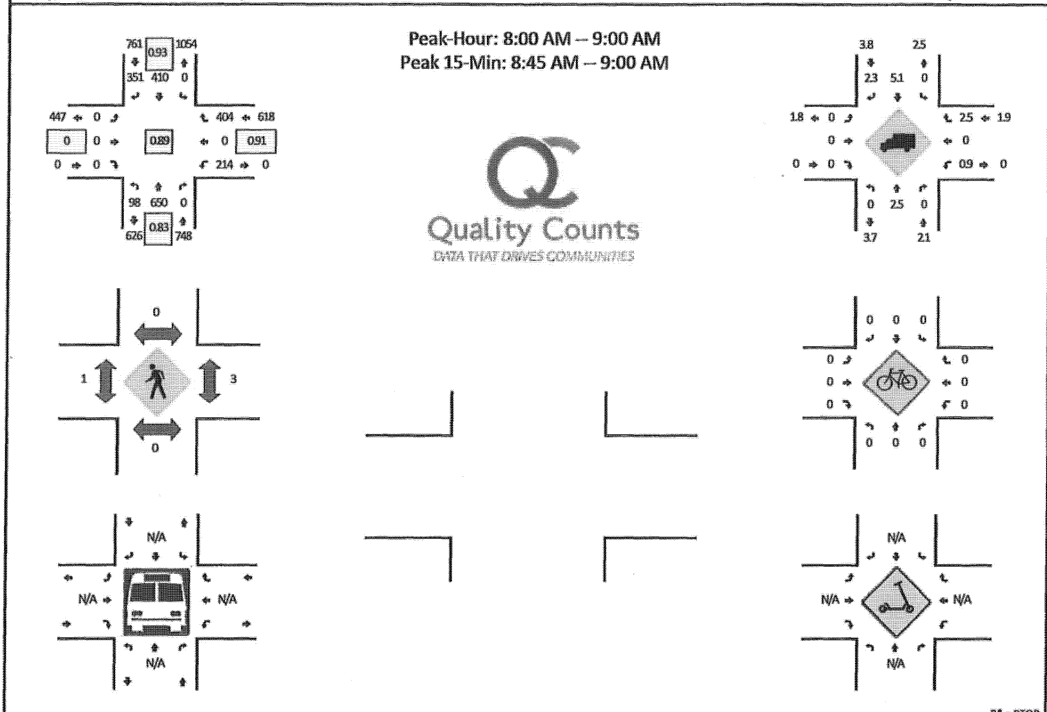 Peak-Hour: 8:00 AM -- 9:00 AM
Peak 15-Min: 8:45 AM -- 9:00 AM
761 0.93 1054
351 410 0
447 0 404 618
0 0 0.89 0 0.91
0 0 214 0
98 650 0
626 0.83 748
QC
Quality Counts
DATA THAT DRIVES COMMUNITIES
3.8 2.5
2.3 5.1 0
1.8 0 2.5 1.9
0 0
0 0 0.9 0
0 2.5 0
3.7 2.1
0
1 3
0
0 0 0
0 0
0 0
0 0
0 0 0
N/A
N/A N/A
N/A
N/A
N/A N/A
N/A